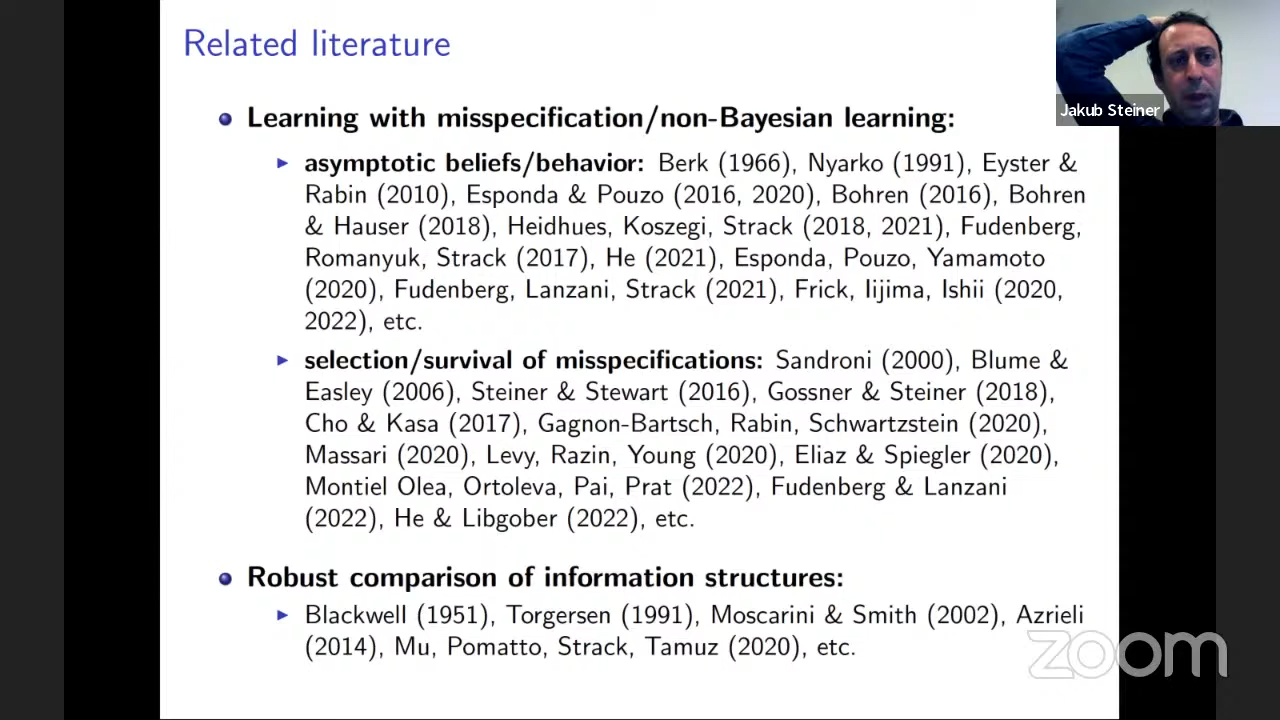 Related literature
Jakub Steiner
Learning with misspecification/non-Bayesian learning:
asymptotic beliefs/behavior: Berk (1966), Nyarko (1991), Eyster &
Rabin (2010), Esponda & Pouzo (2016, 2020), Bohren (2016), Bohren
& Hauser (2018), Heidhues, Koszegi, Strack (2018, 2021), Fudenberg,
Romanyuk, Strack (2017), He (2021), Esponda, Pouzo, Yamamoto
(2020), Fudenberg, Lanzani, Strack (2021), Frick, Iijima, Ishii (2020,
2022), etc.
selection/survival of misspecifications: Sandroni (2000), Blume &
Easley (2006), Steiner & Stewart (2016), Gossner & Steiner (2018),
Cho & Kasa (2017), Gagnon-Bartsch, Rabin, Schwartzstein (2020),
Massari (2020), Levy, Razin, Young (2020), Eliaz & Spiegler (2020),
Montiel Olea, Ortoleva, Pai, Prat (2022), Fudenberg & Lanzani
(2022), He & Libgober (2022), etc.
Robust comparison of information structures:
Blackwell (1951), Torgersen (1991), Moscarini & Smith (2002), Azrieli
(2014), Mu, Pomatto, Strack, Tamuz (2020), etc.
zoom